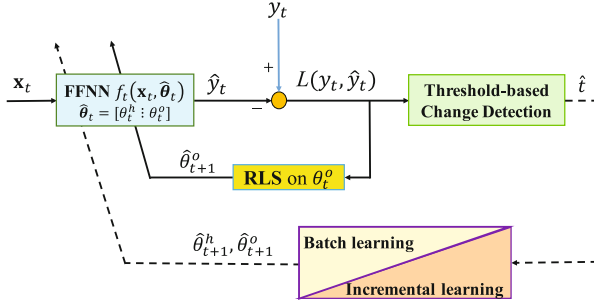 y_t
x_t
FFNN f_t(x_t, θ̂_t)
θ̂_t = [θ_t^h ⋮ θ_t^o]
ŷ_t
+
−
L(y_t, ŷ_t)
Threshold-based
Change Detection
t̂
θ̂_{t+1}^o
RLS on θ_t^o
θ̂_{t+1}^h, θ̂_{t+1}^o
Batch learning
Incremental learning